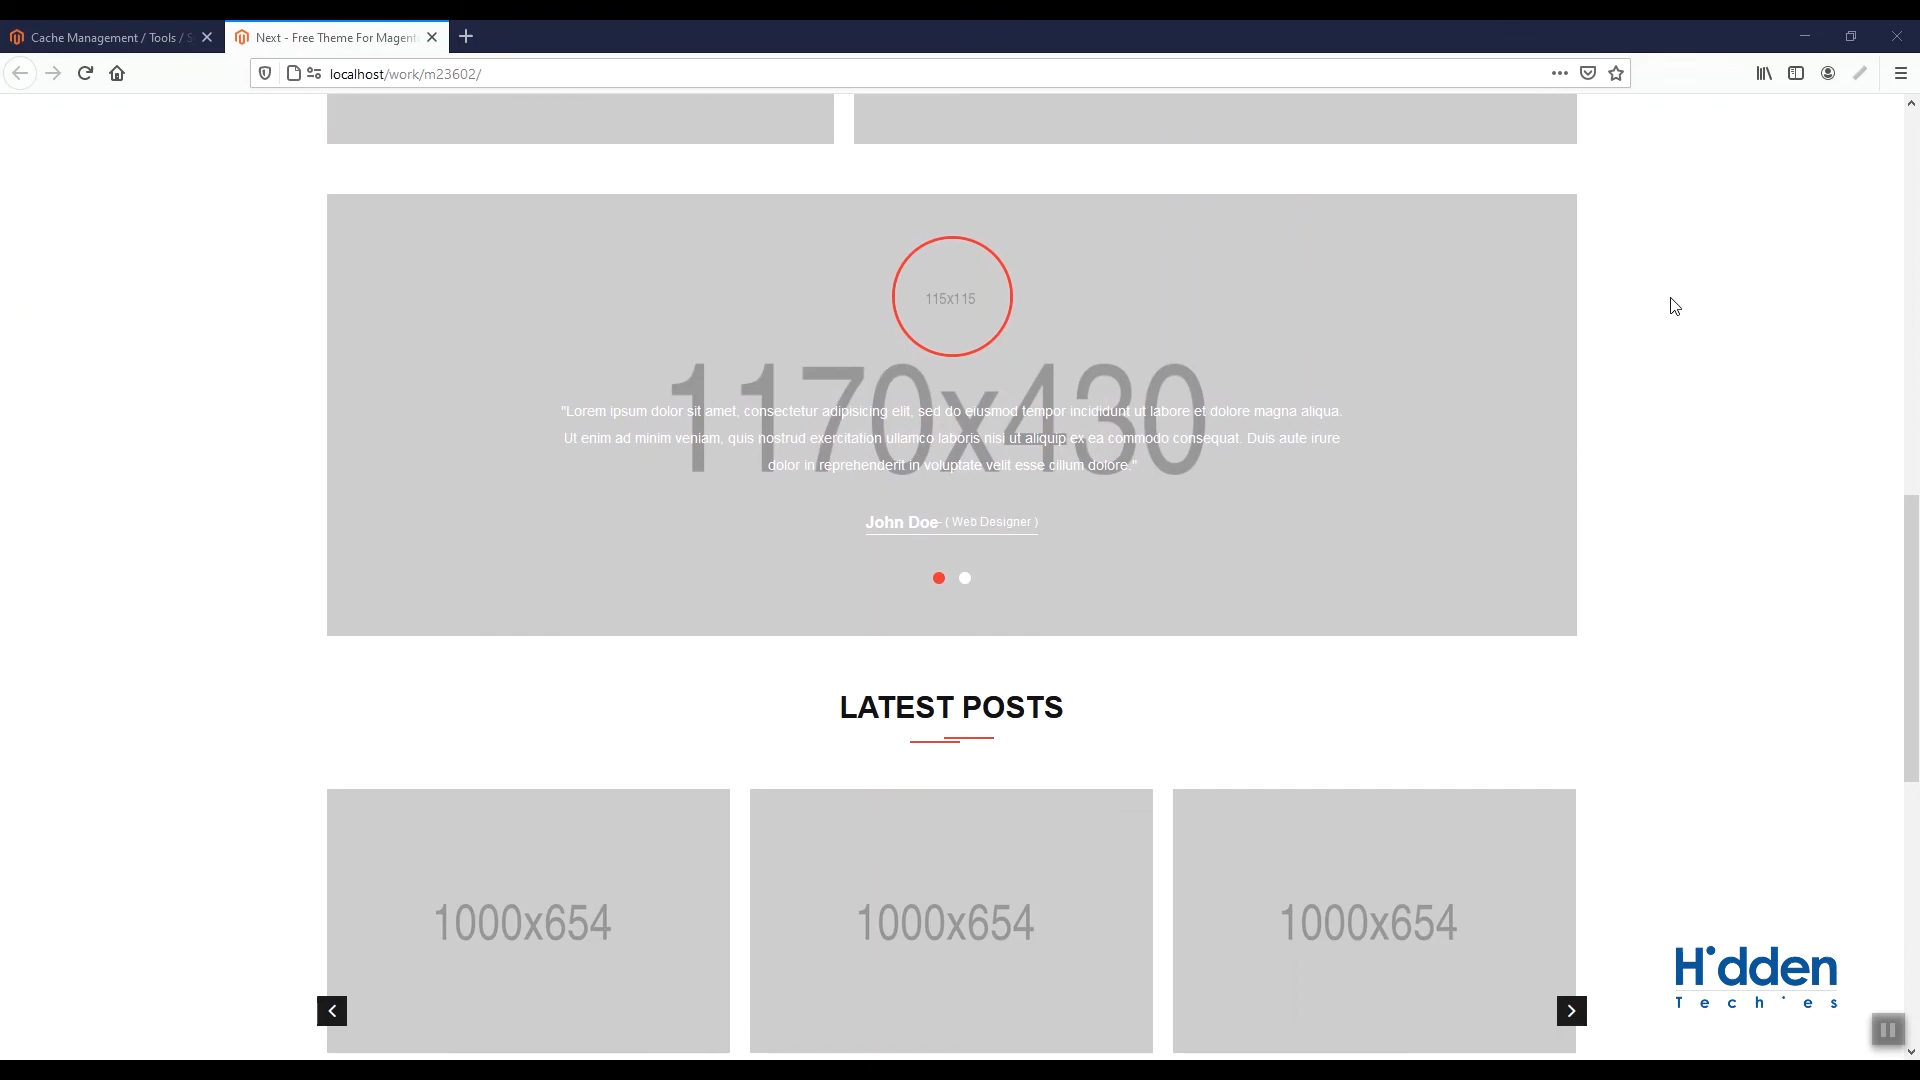 Cache Management / Tools / S
Next - Free Theme For Magent
localhost/work/m23602/
115x115
1170x430
"Lorem ipsum dolor sit amet, consectetur adipisicing elit, sed do eiusmod tempor incididunt ut labore et dolore magna aliqua.
Ut enim ad minim veniam, quis nostrud exercitation ullamco laboris nisi ut aliquip ex ea commodo consequat. Duis aute irure
dolor in reprehenderit in voluptate velit esse cillum dolore."
John Doe- ( Web Designer )
LATEST POSTS
1000x654
1000x654
1000x654
Hidden
Techies